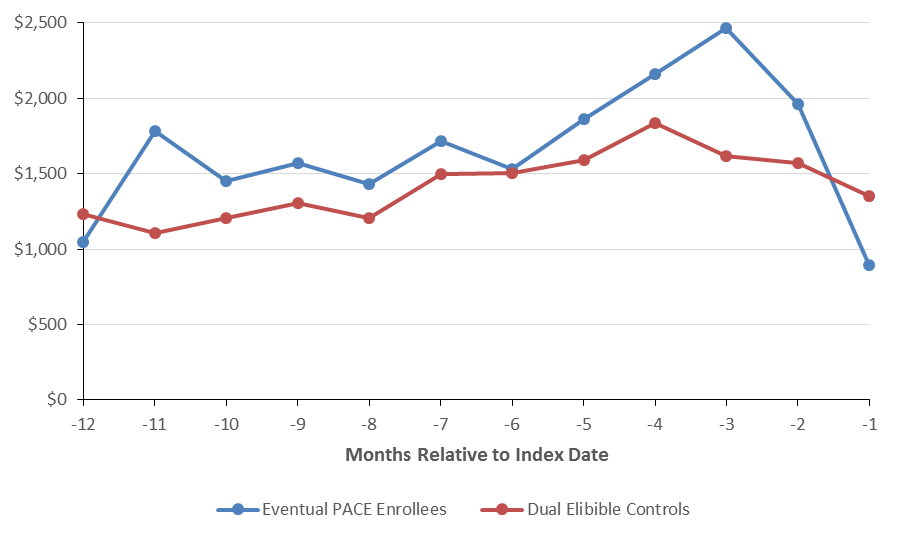 $2,500
$2,000
$1,500
$1,000
$500
$0
-12 -11 -10 -9 -8 -7 -6 -5 -4 -3 -2 -1
Months Relative to Index Date
Eventual PACE Enrollees Dual Elibible Controls